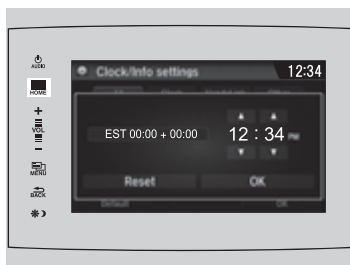 AUDIO
Clock/Info settings 12:34
HOME
+
VOL
EST 00:00 + 00:00 12 : 34 PM
-
MENU
Reset OK
BACK
Default OK